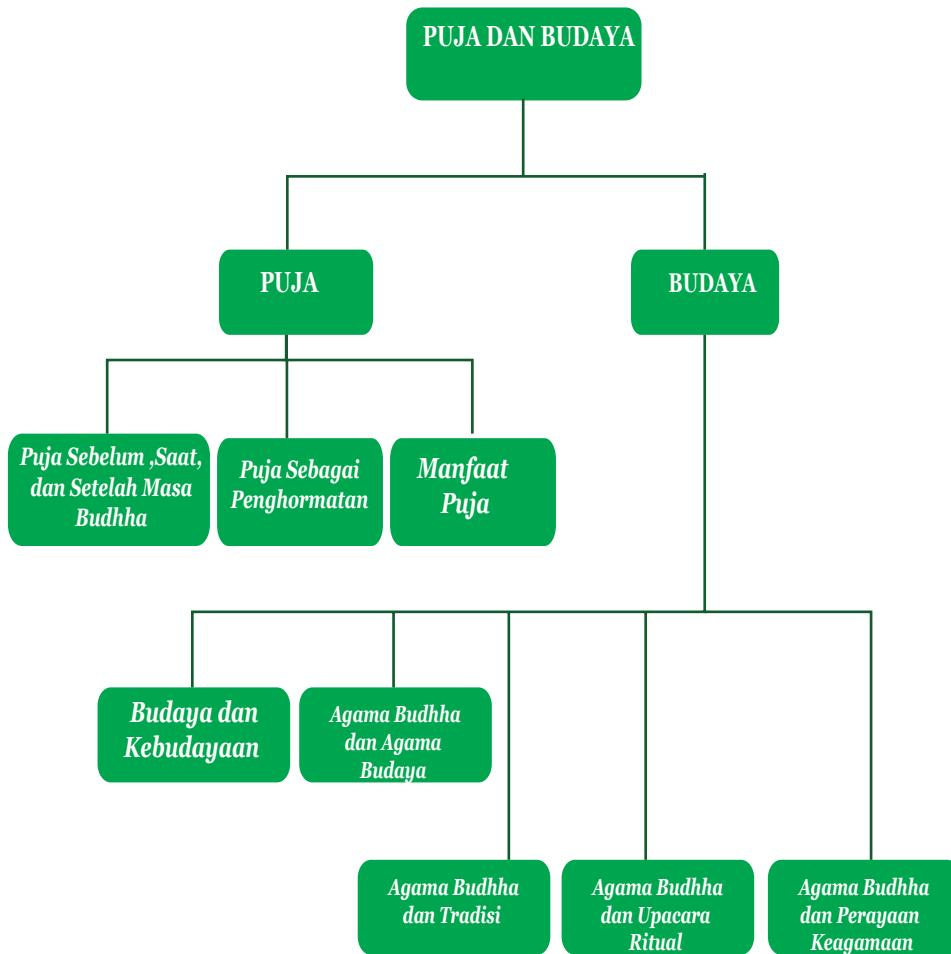 PUJA DAN BUDAYA
PUJA
BUDAYA
Puja Sebelum ,Saat,
dan Setelah Masa
Budhha
Puja Sebagai
Penghormatan
Manfaat
Puja
Budaya dan
Kebudayaan
Agama Budhha
dan Agama
Budaya
Agama Budhha
dan Tradisi
Agama Budhha
dan Upacara
Ritual
Agama Budhha
dan Perayaan
Keagamaan